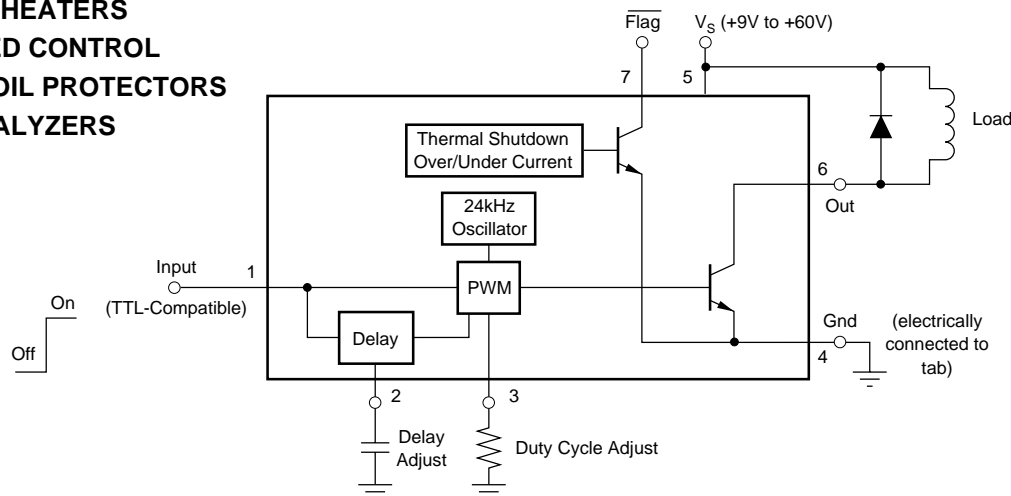 HEATERS
ED CONTROL
OIL PROTECTORS
ALYZERS
Flag
VS (+9V to +60V)
7
5
Thermal Shutdown
Over/Under Current
Load
6
Out
24kHz
Oscillator
Input
1
(TTL-Compatible)
PWM
On
Off
Delay
Gnd
4
(electrically
connected to
tab)
2
3
Delay
Adjust
Duty Cycle Adjust